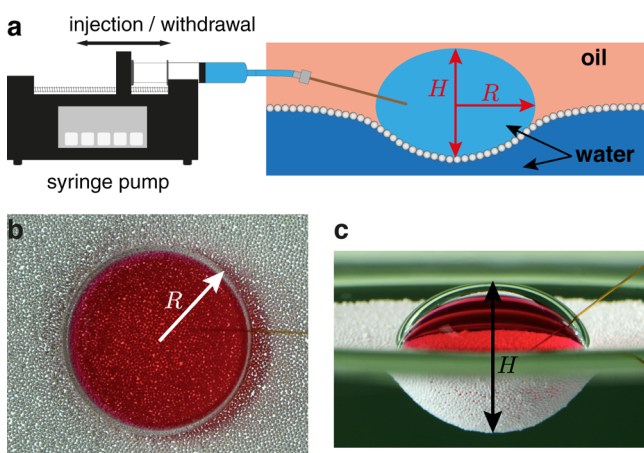 a
injection / withdrawal
oil
H
R
water
syringe pump
b
R
c
H